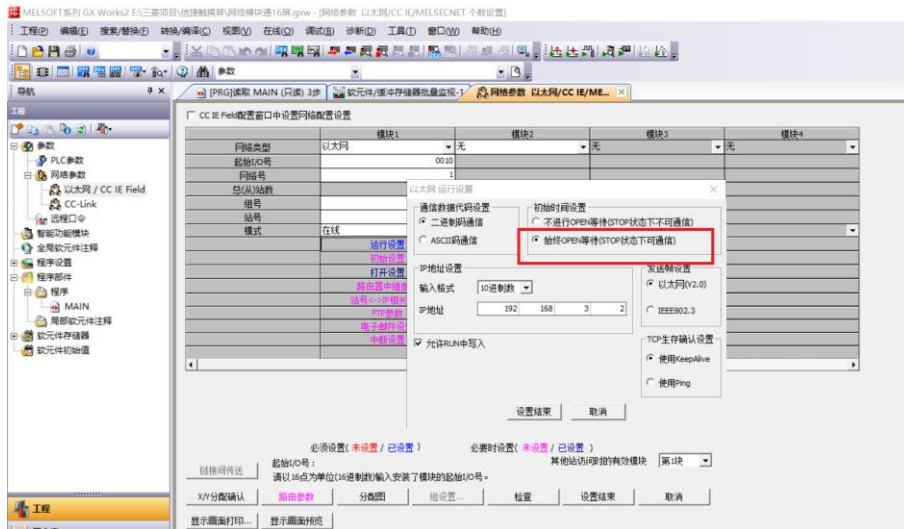 MELSOFT系列 GX Works2 E:\三菱项目\信捷触摸屏\网络模块通16屏.gxw - [网络参数 以太网/CC IE/MELSECNET 个数设置]
工程(P) 编辑(E) 搜索/替换(F) 转换/编译(C) 视图(V) 在线(O) 调试(B) 诊断(D) 工具(T) 窗口(W) 帮助(H)
参数
导航
[PRG]读取 MAIN (只读) 3步
软元件/缓冲存储器批量监视-1
网络参数 以太网/CC IE/ME...
工程
参数
PLC参数
网络参数
以太网 / CC IE Field
CC-Link
远程口令
智能功能模块
全局软元件注释
程序设置
程序部件
程序
MAIN
局部软元件注释
软元件存储器
软元件初始值
工程
CC IE Field配置窗口中设置网络配置设置
模块1 模块2 模块3 模块4
网络类型 以太网 无 无 无
起始I/O号 0010
网络号 1
总(从)站数
组号
站号
模式 在线
运行设置
初始设置
打开设置
路由器中继参
站号<->IP相关
FTP参数
电子邮件设
中断设置
以太网 运行设置
通信数据代码设置
二进制码通信
ASCII码通信
初始时间设置
不进行OPEN等待(STOP状态下不可通信)
始终OPEN等待(STOP状态下可通信)
IP地址设置
输入格式 10进制数
IP地址 192 168 3 2
发送帧设置
以太网(V2.0)
IEEE802.3
允许RUN中写入
TCP生存确认设置
使用KeepAlive
使用Ping
设置结束 取消
必须设置( 未设置 / 已设置 ) 必要时设置( 未设置 / 已设置 )
链接间传送
起始I/O号:
其他站访问时的有效模块 第1块
请以16点为单位(16进制数)输入安装了模块的起始I/O号。
X/Y分配确认 路由参数 分配图 组设置... 检查 设置结束 取消
显示画面打印... 显示画面预览